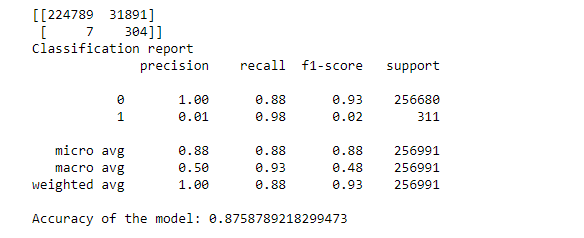 [[224789 31891]
[ 7 304]]
Classification report
precision recall f1-score support
0 1.00 0.88 0.93 256680
1 0.01 0.98 0.02 311
micro avg 0.88 0.88 0.88 256991
macro avg 0.50 0.93 0.48 256991
weighted avg 1.00 0.88 0.93 256991
Accuracy of the model: 0.8758789218299473